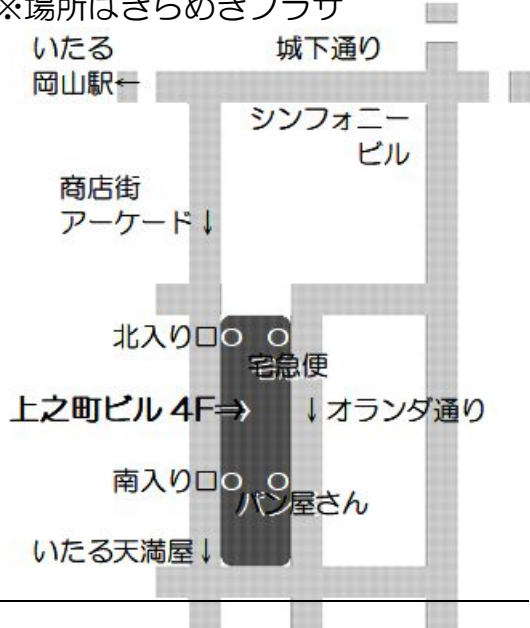 ※場所はきらめきプラザ
いたる
岡山駅←
城下通り
シンフォニー
ビル
商店街
アーケード↓
北入り口○ ○
宅急便
上之町ビル 4F⇒
↓オランダ通り
南入り口○ ○
パン屋さん
いたる天満屋↓